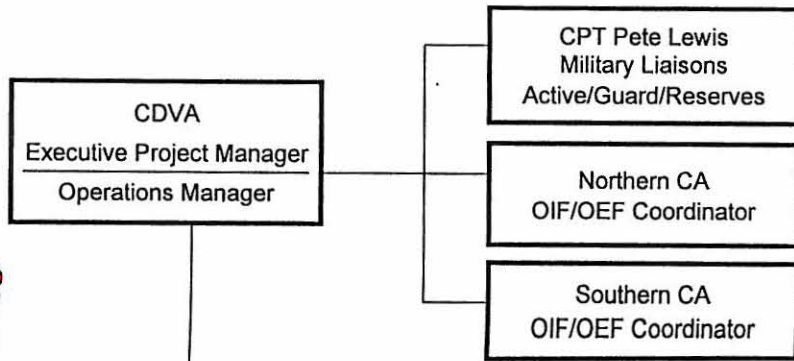 CDVA
Executive Project Manager
Operations Manager
CPT Pete Lewis
Military Liaisons
Active/Guard/Reserves
Northern CA
OIF/OEF Coordinator
Southern CA
OIF/OEF Coordinator